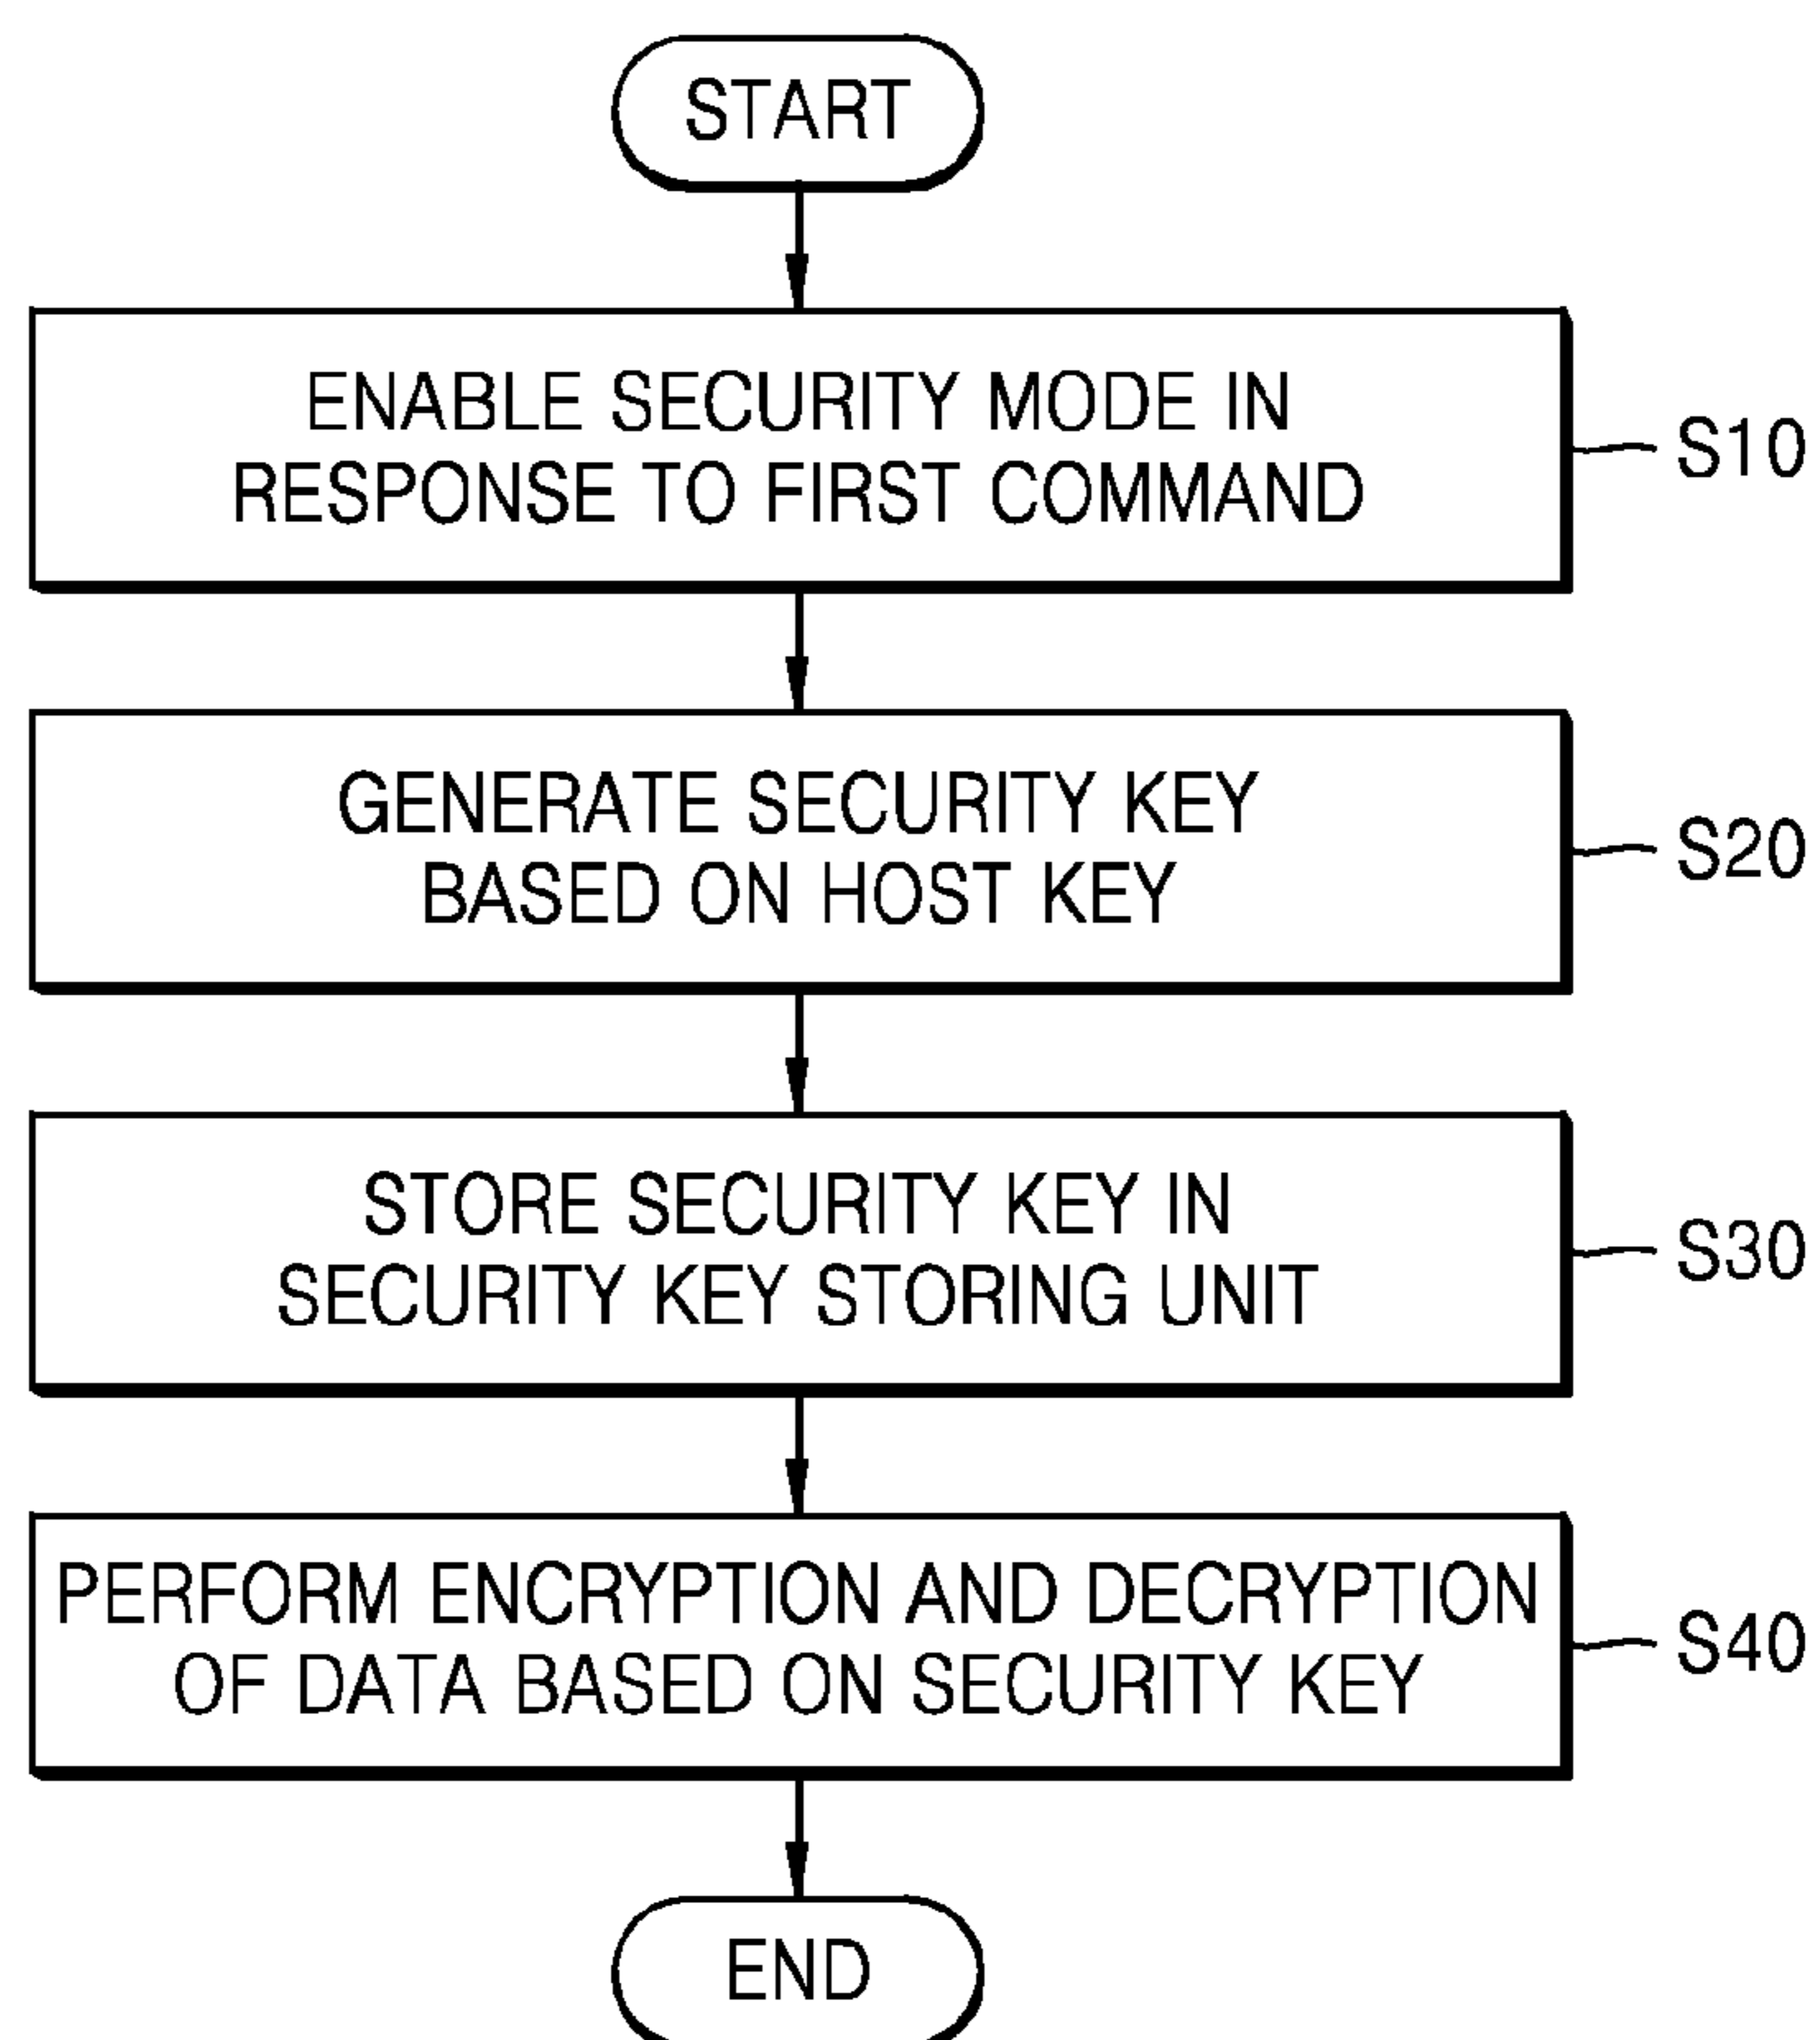 START
ENABLE SECURITY MODE IN
RESPONSE TO FIRST COMMAND
S10
GENERATE SECURITY KEY
BASED ON HOST KEY
S20
STORE SECURITY KEY IN
SECURITY KEY STORING UNIT
S30
PERFORM ENCRYPTION AND DECRYPTION
OF DATA BASED ON SECURITY KEY
S40
END